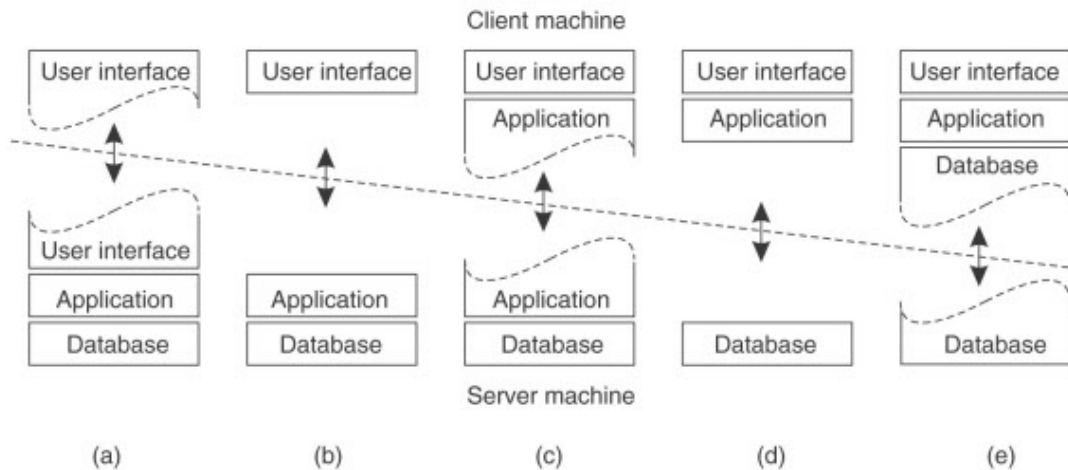 Client machine
User interface User interface User interface User interface User interface
Application Application Application
Database
User interface
Application Application Application
Database Database Database Database Database
Server machine
(a) (b) (c) (d) (e)